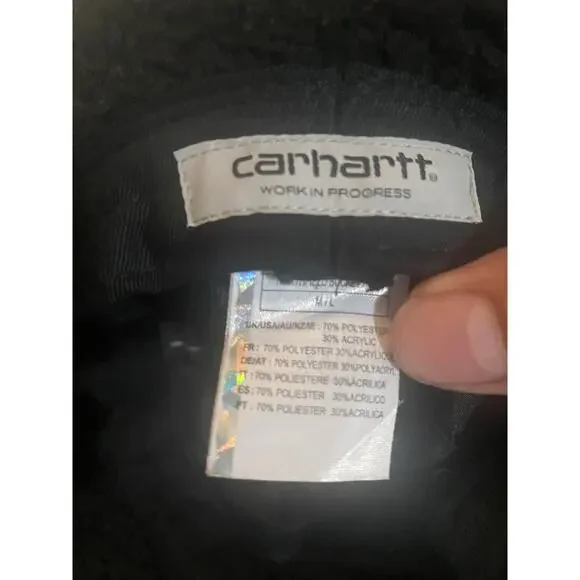 carhartt®
WORK IN PROGRESS
M/L
UK/USA/AU/NZ/IE : 70% POLYESTER
30% ACRYLIC
FR : 70% POLYESTER 30%ACRYLIQUE
DE/AT : 70% POLYESTER 30%POLYACRYL
IT : 70% POLIESTERE 30%ACRILICA
ES : 70% POLIESTER 30%ACRILICO
PT : 70% POLIESTER 30%ACRILICA